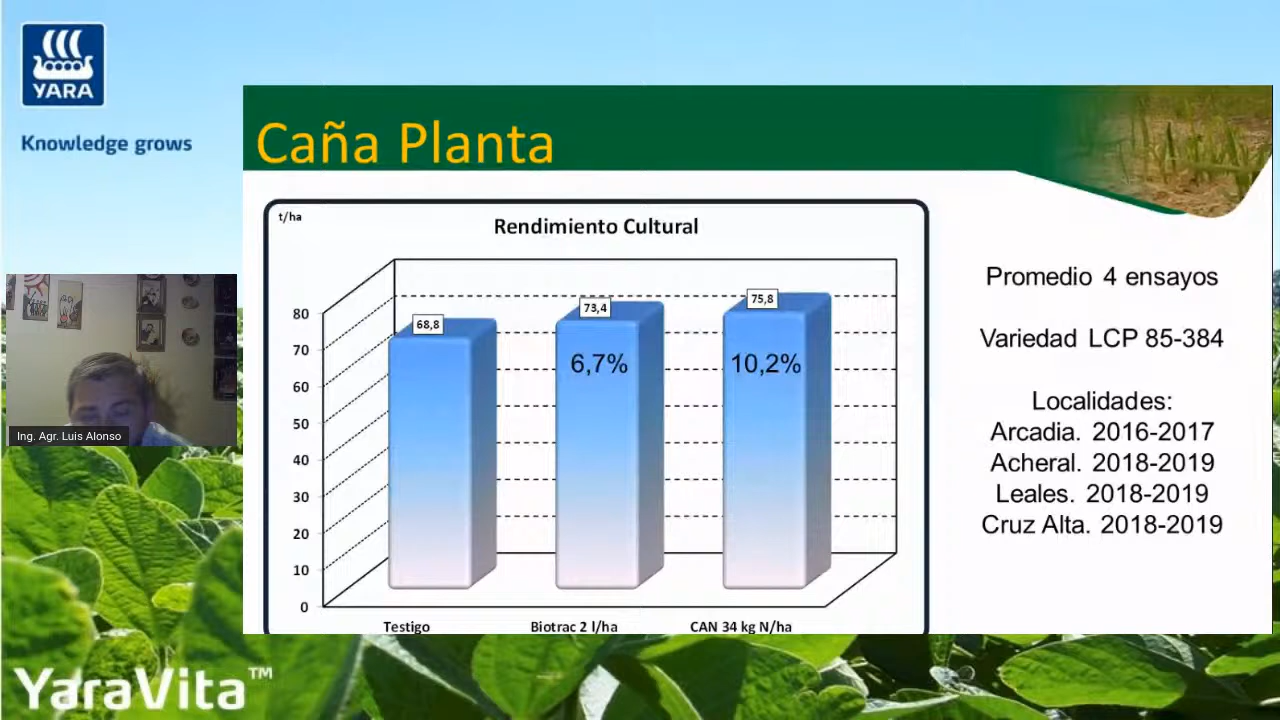 YARA
Knowledge grows
Caña Planta
t/ha
Rendimiento Cultural
80
70
60
50
40
30
20
10
0
68,8
73,4
75,8
6,7%
10,2%
Testigo
Biotrac 2 l/ha
CAN 34 kg N/ha
Promedio 4 ensayos
Variedad LCP 85-384
Localidades:
Arcadia. 2016-2017
Acheral. 2018-2019
Leales. 2018-2019
Cruz Alta. 2018-2019
Ing. Agr. Luis Alonso
YaraVita™